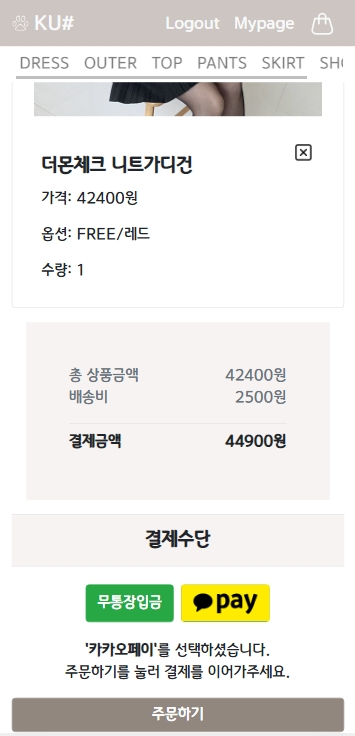 KU# Logout Mypage
DRESS OUTER TOP PANTS SKIRT SHO
더몬체크 니트가디건
가격: 42400원
옵션: FREE/레드
수량: 1
총 상품금액 42400원
배송비 2500원
결제금액 44900원
결제수단
무통장입금 pay
'카카오페이'를 선택하셨습니다.
주문하기를 눌러 결제를 이어가주세요.
주문하기